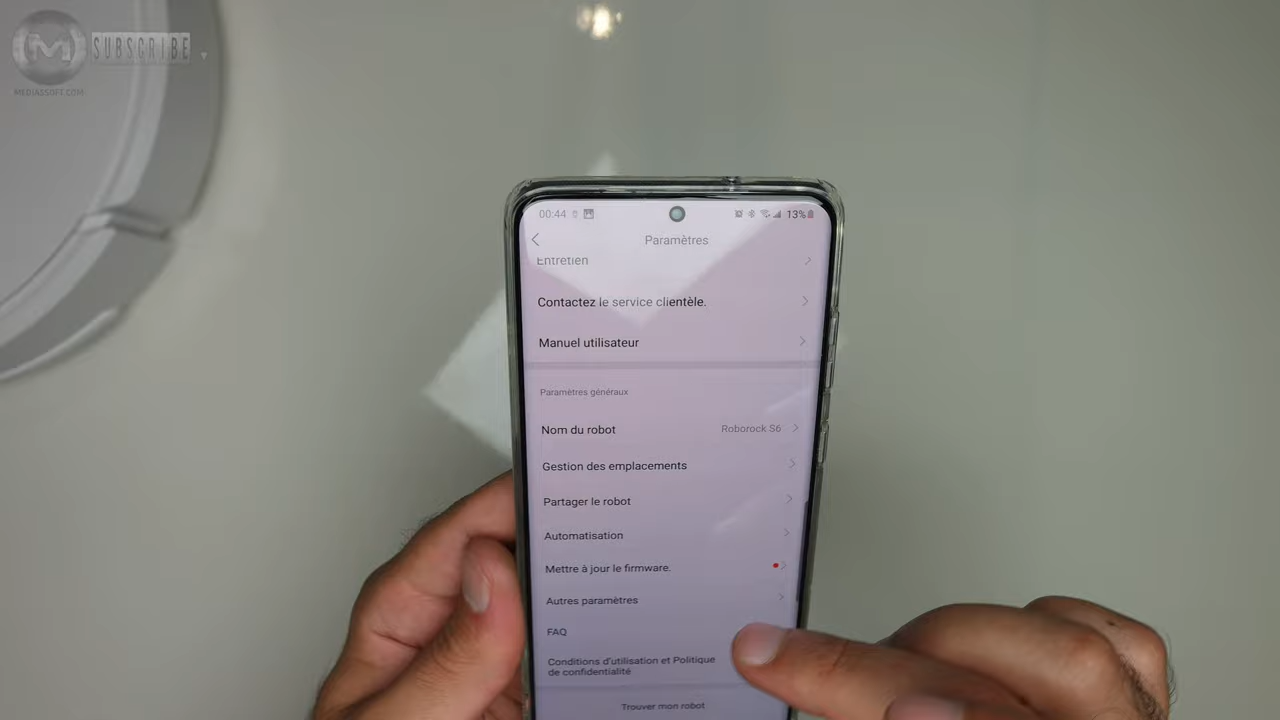 M SUBSCRIBE
MEDIASSOFT.COM
00:44 13%
Paramètres
Entretien
Contactez le service clientèle.
Manuel utilisateur
Paramètres généraux
Nom du robot Roborock S6
Gestion des emplacements
Partager le robot
Automatisation
Mettre à jour le firmware.
Autres paramètres
FAQ
Conditions d'utilisation et Politique
de confidentialité
Trouver mon robot